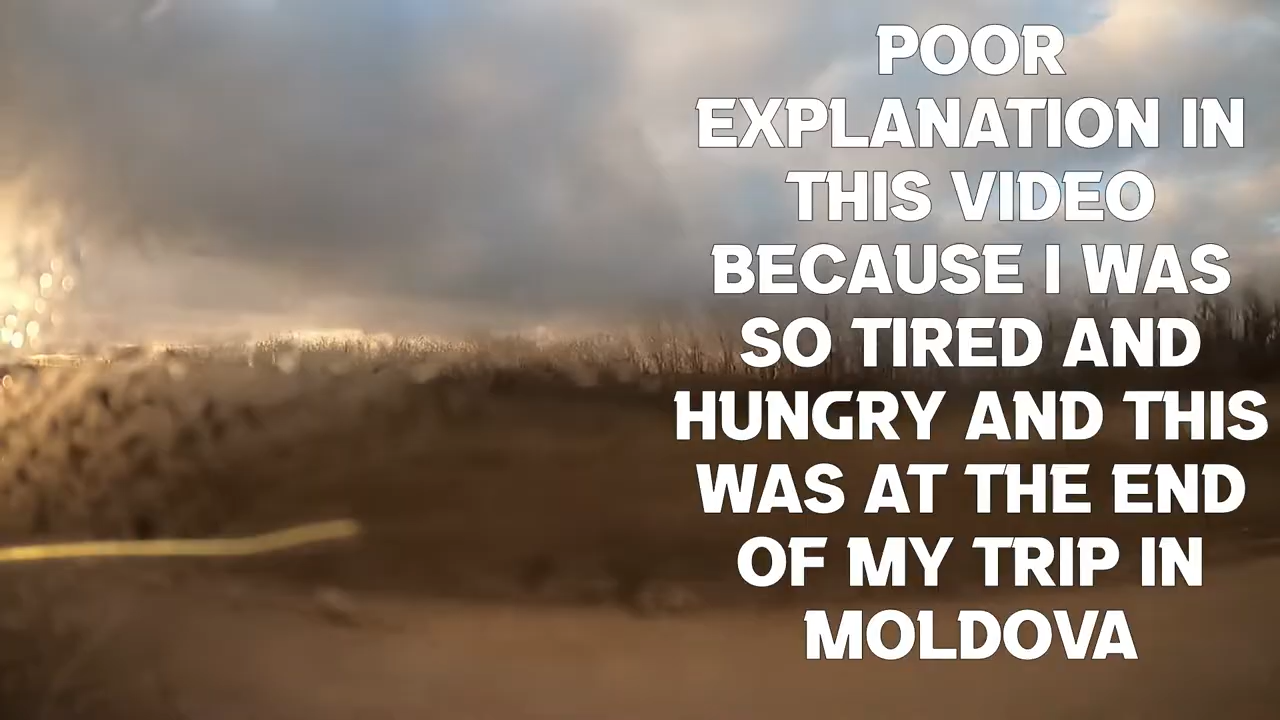 POOR
EXPLANATION IN
THIS VIDEO
BECAUSE I WAS
SO TIRED AND
HUNGRY AND THIS
WAS AT THE END
OF MY TRIP IN
MOLDOVA